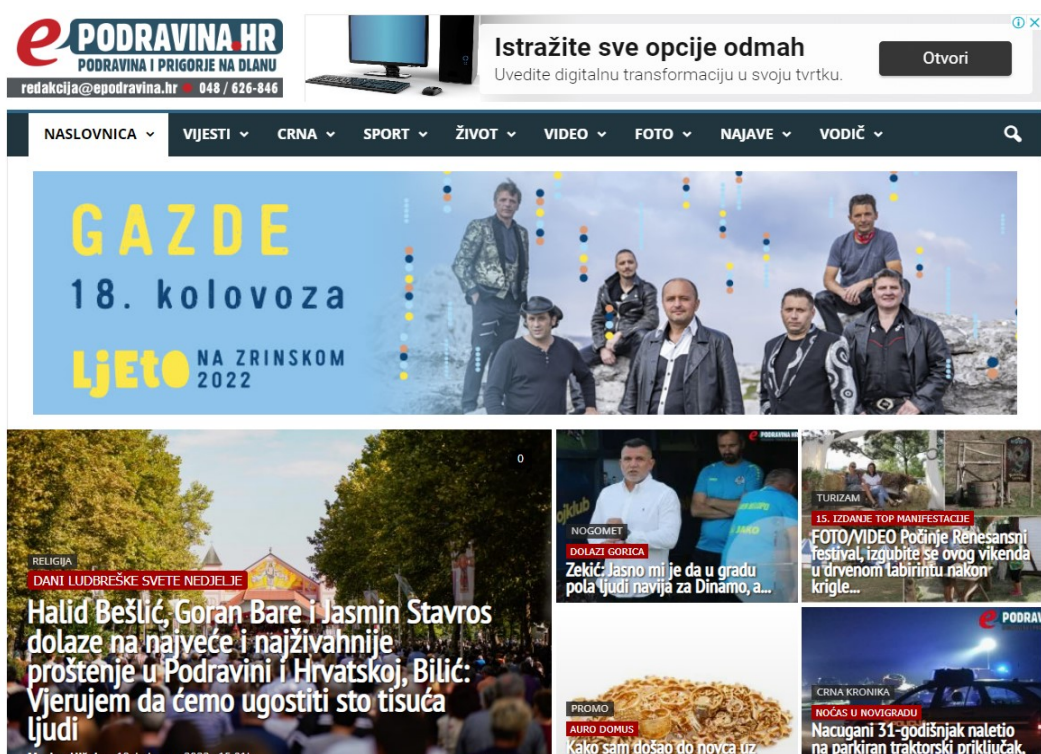 ePODRAVINA.HR
PODRAVINA I PRIGORJE NA DLANU
redakcija@epodravina.hr 048 / 626-846
Istražite sve opcije odmah
Uvedite digitalnu transformaciju u svoju tvrtku.
Otvori
NASLOVNICA VIJESTI CRNA SPORT ŽIVOT VIDEO FOTO NAJAVE VODIČ
GAZDE
18. kolovoza
LjEtO NA ZRINSKOM
2022
0
RELIGIJA
DANI LUDBREŠKE SVETE NEDJELJE
Halid Bešlić, Goran Bare i Jasmin Stavros
dolaze na najveće i najživahnije
proštenje u Podravini i Hrvatskoj, Bilić:
Vjerujem da ćemo ugostiti sto tisuća
ljudi
PODRAVINA.HR
NOGOMET
DOLAZI GORICA
Zekić: Jasno mi je da u gradu
pola ljudi navija za Dinamo, a...
TURIZAM
15. IZDANJE TOP MANIFESTACIJE
FOTO/VIDEO Počinje Renesansni
festival, izgubite se ovog vikenda
u drvenom labirintu nakon
krigle...
PROMO
AURO DOMUS
Kako sam došao do novca uz
PODRAV
CRNA KRONIKA
NOĆAS U NOVIGRADU
Nacugani 31-godišnjak naletio
na parkiran traktorski priključak,